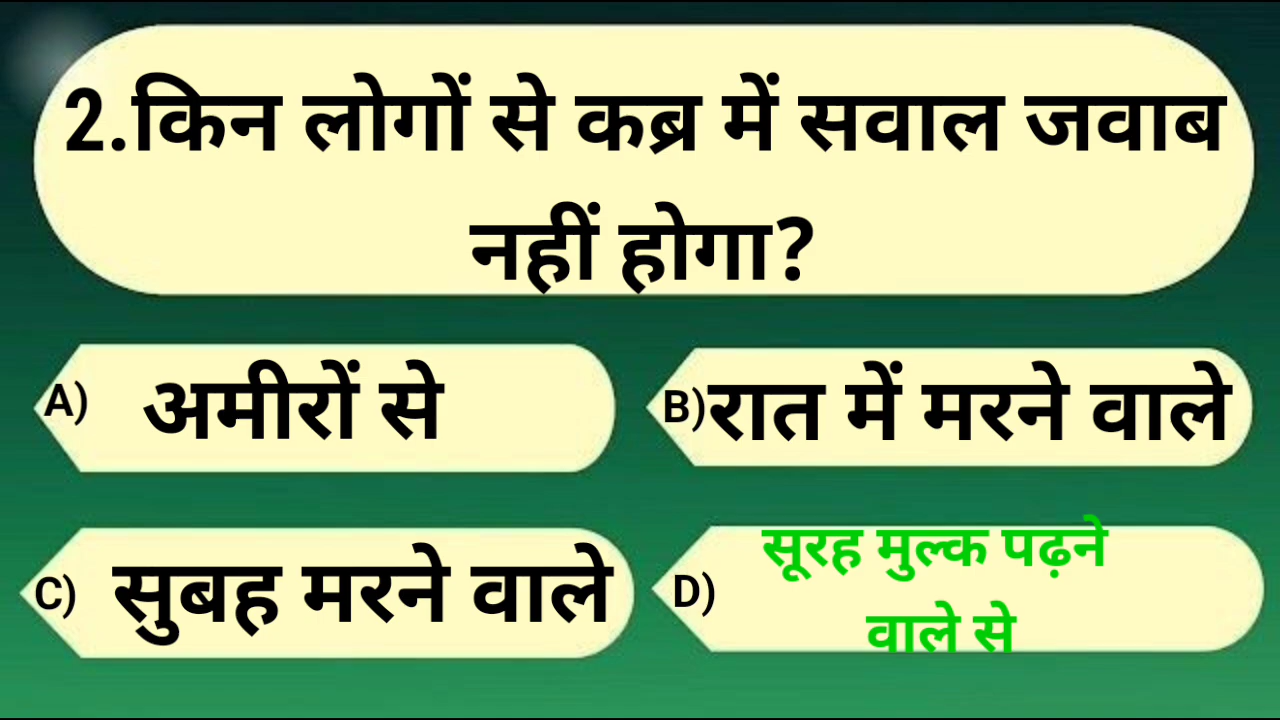 2.किन लोगों से कब्र में सवाल जवाब
नहीं होगा?
A) अमीरों से
B)रात में मरने वाले
C) सुबह मरने वाले
D) सूरह मुल्क पढ़ने
वाले से